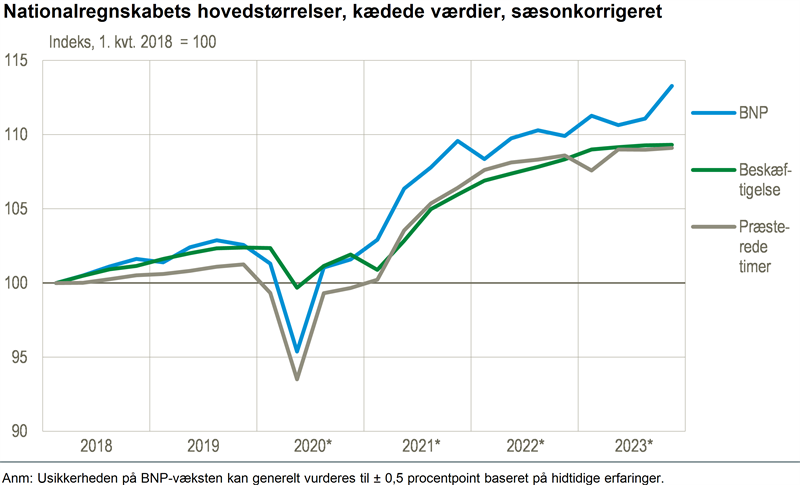 Nationalregnskabets hovedstørrelser, kædede værdier, sæsonkorrigeret
Indeks, 1. kvt. 2018 = 100
115
110
105
100
95
90
2018 2019 2020* 2021* 2022* 2023*
BNP
Beskæf-
tigelse
Præste-
rede
timer
Anm: Usikkerheden på BNP-væksten kan generelt vurderes til ± 0,5 procentpoint baseret på hidtidige erfaringer.